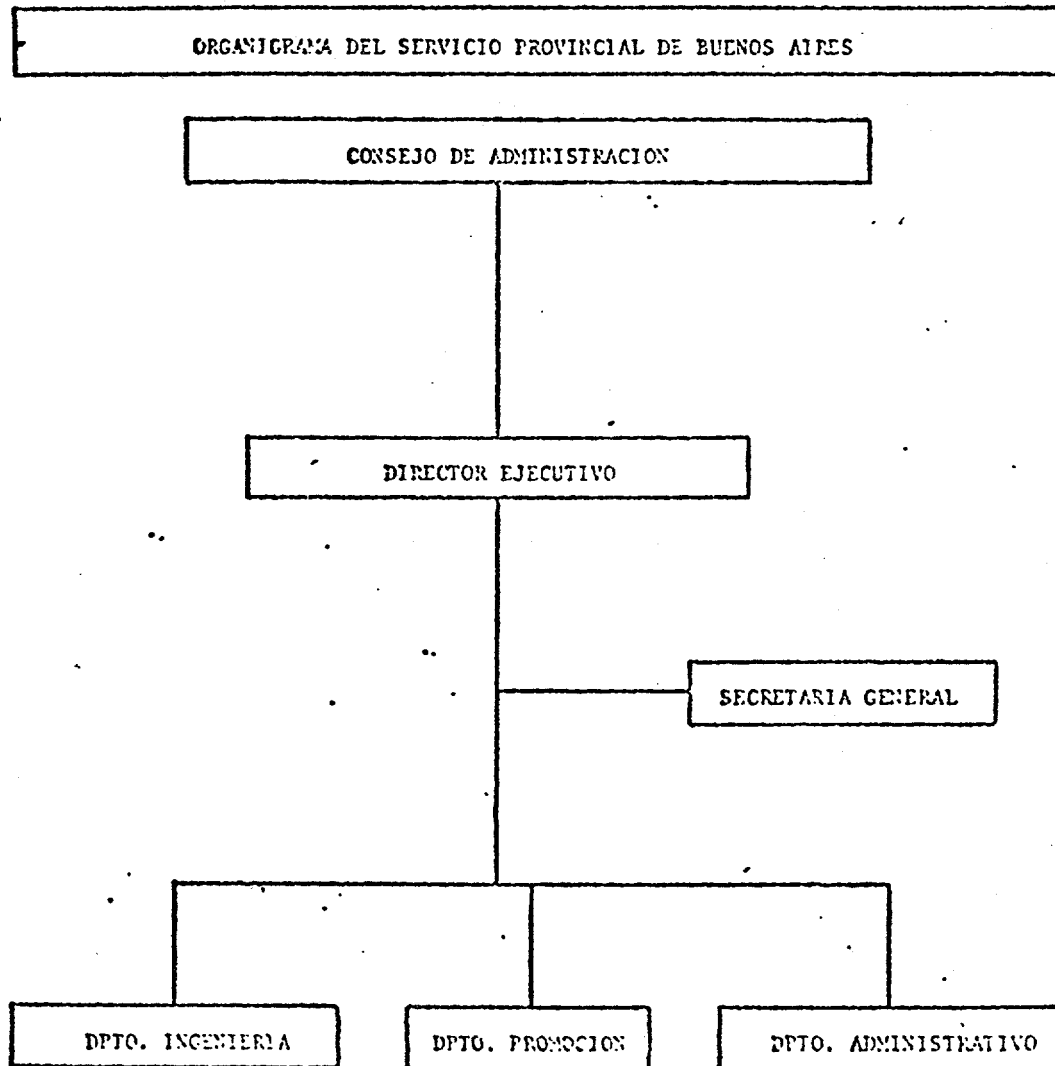 ORGANIGRAMA DEL SERVICIO PROVINCIAL DE BUENOS AIRES
CONSEJO DE ADMINISTRACION
DIRECTOR EJECUTIVO
SECRETARIA GENERAL
DPTO. INGENIERIA DPTO. PROMOCION DPTO. ADMINISTRATIVO